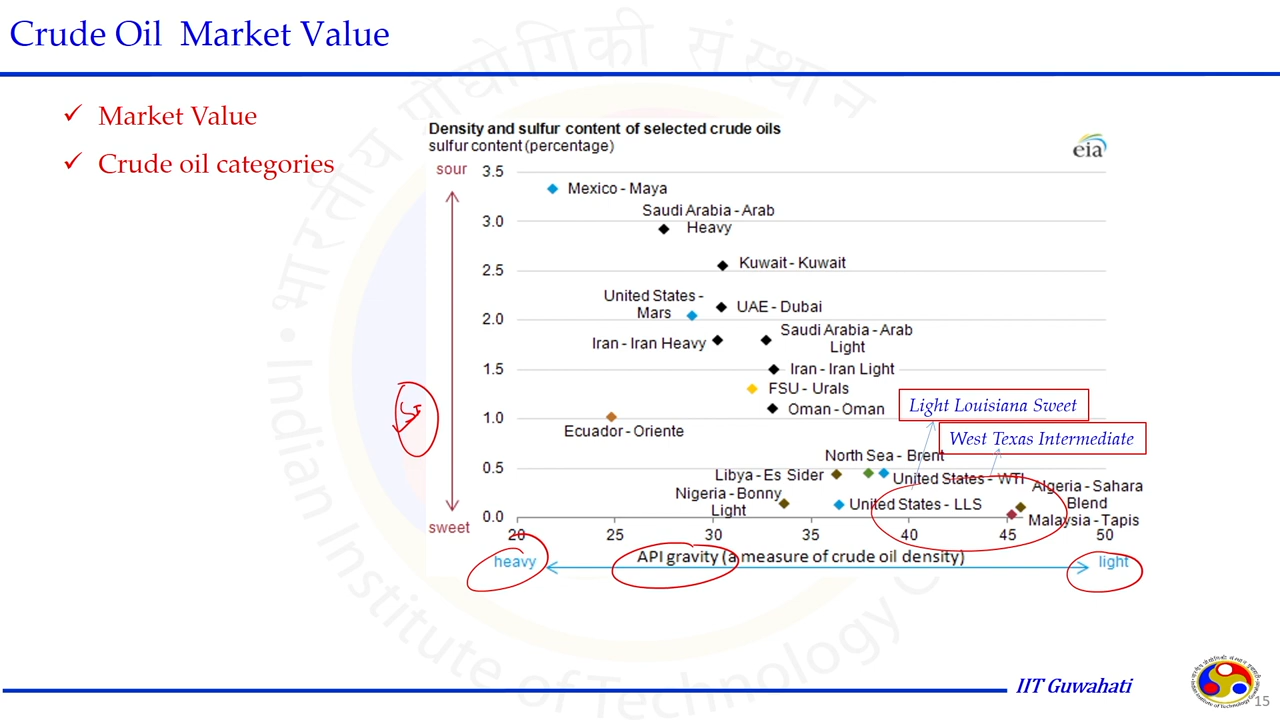 Crude Oil Market Value
✓ Market Value
✓ Crude oil categories
Density and sulfur content of selected crude oils
sulfur content (percentage)
eia
sour
3.5
3.0
2.5
2.0
1.5
1.0
0.5
0.0
sweet
Mexico - Maya
Saudi Arabia - Arab
Heavy
Kuwait - Kuwait
United States -
Mars
UAE - Dubai
Saudi Arabia - Arab
Light
Iran - Iran Heavy
Iran - Iran Light
FSU - Urals
Oman - Oman
Light Louisiana Sweet
Ecuador - Oriente
West Texas Intermediate
North Sea - Brent
Libya - Es Sider
United States - WTI
Nigeria - Bonny
Light
United States - LLS
Algeria - Sahara
Blend
Malaysia - Tapis
20 25 30 35 40 45 50
heavy
API gravity (a measure of crude oil density)
light
भारतीय प्रौद्योगिकी संस्थान
Indian Institute of Technology
IIT Guwahati
15